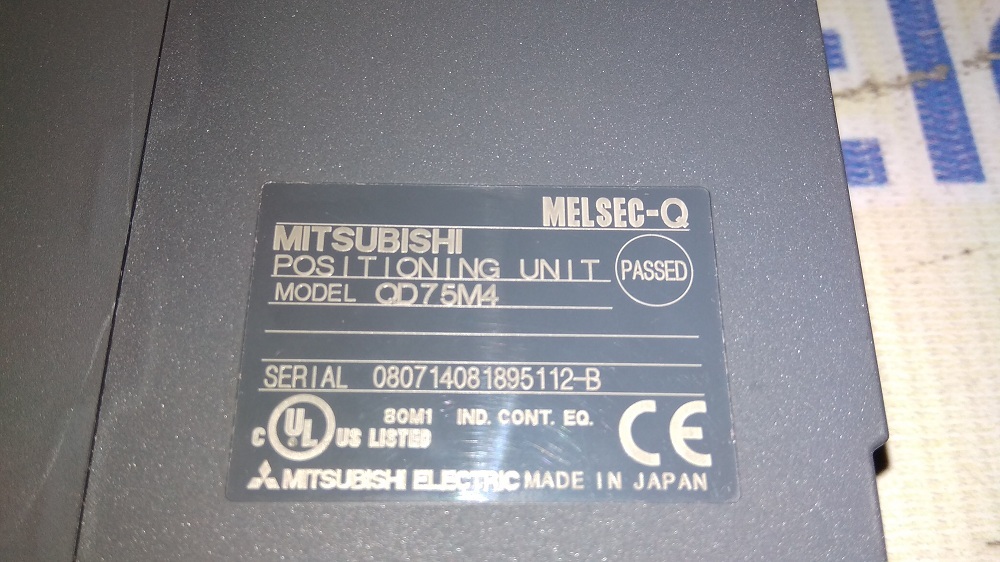 MELSEC-Q
MITSUBISHI
POSITIONING UNIT PASSED
MODEL QD75M4
SERIAL 080714081895112-B
C UL US LISTED 80M1 IND. CONT. EQ. CE
MITSUBISHI ELECTRIC MADE IN JAPAN